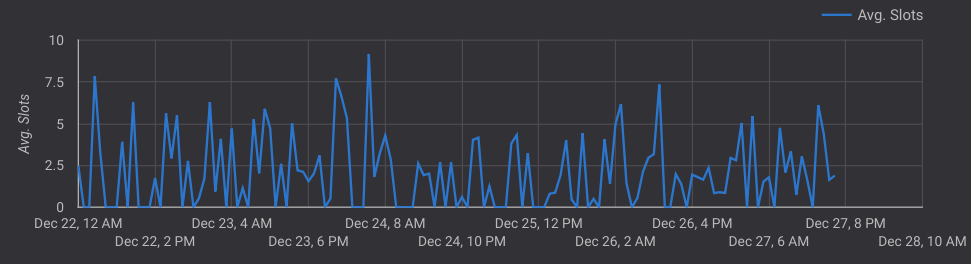 Avg. Slots
10
7.5
5
2.5
0
Avg. Slots
Dec 22, 12 AM Dec 23, 4 AM Dec 24, 8 AM Dec 25, 12 PM Dec 26, 4 PM Dec 27, 8 PM
Dec 22, 2 PM Dec 23, 6 PM Dec 24, 10 PM Dec 26, 2 AM Dec 27, 6 AM Dec 28, 10 AM